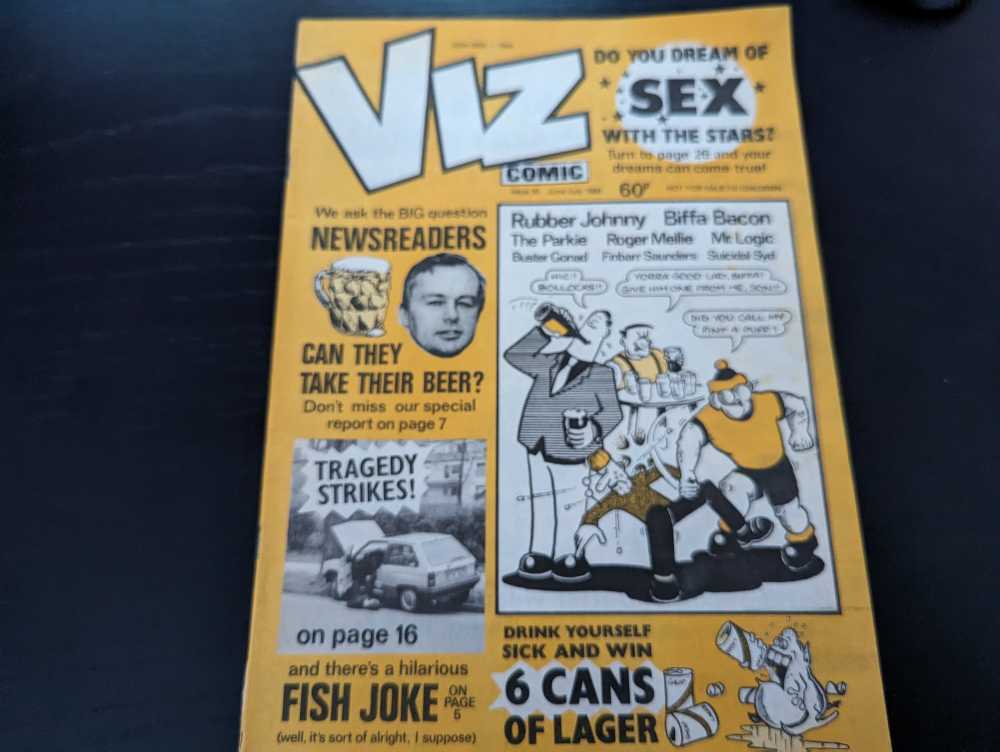 VIZ
COMIC
DO YOU DREAM OF
SEX
WITH THE STARS?
Turn to page 29 and your
dreams can come true!
60P NOT FOR SALE TO CHILDREN
We ask the BIG question
NEWSREADERS
CAN THEY
TAKE THEIR BEER?
Don't miss our special
report on page 7
TRAGEDY
STRIKES!
on page 16
and there's a hilarious
FISH JOKE ON PAGE 5
(well, it's sort of alright, I suppose)
Rubber Johnny Biffa Bacon
The Parkie Roger Mellie Mr. Logic
Buster Gonad Finbarr Saunders Suicidal Syd
HIC!!
BOLLOCKS!!
YORRA GOOD LAD, BIFFA!
GIVE HIM ONE FROM ME, SON!!
DID YOU CALL MY
PINT A PUFF?
DRINK YOURSELF
SICK AND WIN
6 CANS
OF LAGER